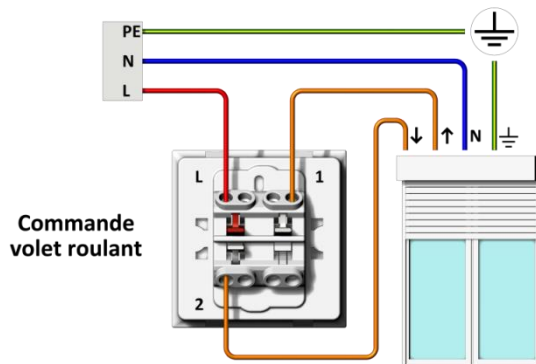 PE
N
L
↓ ↑ N
L 1
Commande
volet roulant
2